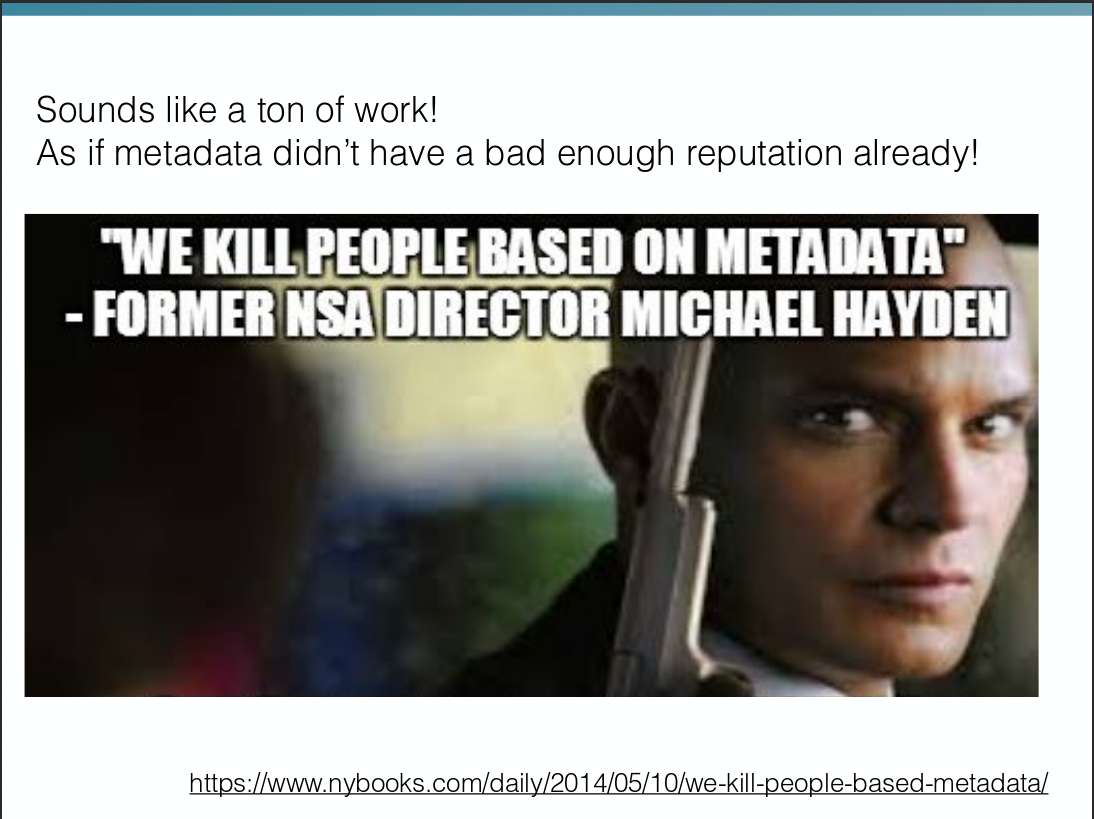 Sounds like a ton of work!
As if metadata didn’t have a bad enough reputation already!
"WE KILL PEOPLE BASED ON METADATA"
- FORMER NSA DIRECTOR MICHAEL HAYDEN
https://www.nybooks.com/daily/2014/05/10/we-kill-people-based-metadata/